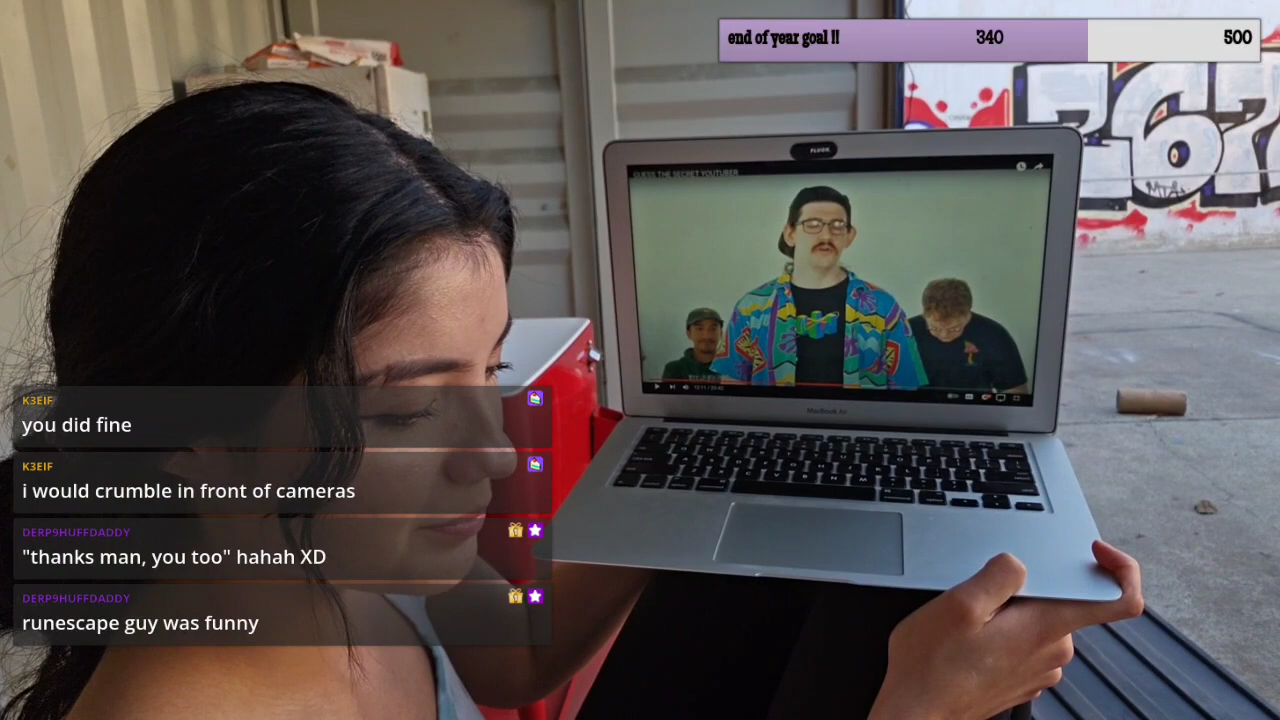 end of year goal !! 340 500
FLUGR
GUESS THE SECRET YOUTUBER
MacBook Air
K3EIF
you did fine
K3EIF
i would crumble in front of cameras
DERP9HUFFDADDY
"thanks man, you too" hahah XD
DERP9HUFFDADDY
runescape guy was funny